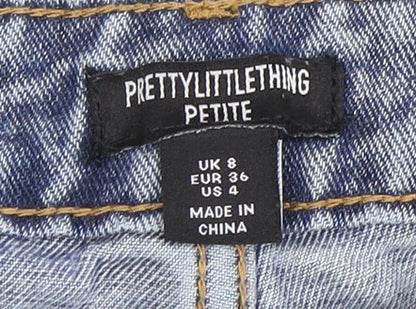 PRETTYLITTLETHING
PETITE
UK 8
EUR 36
US 4
MADE IN
CHINA